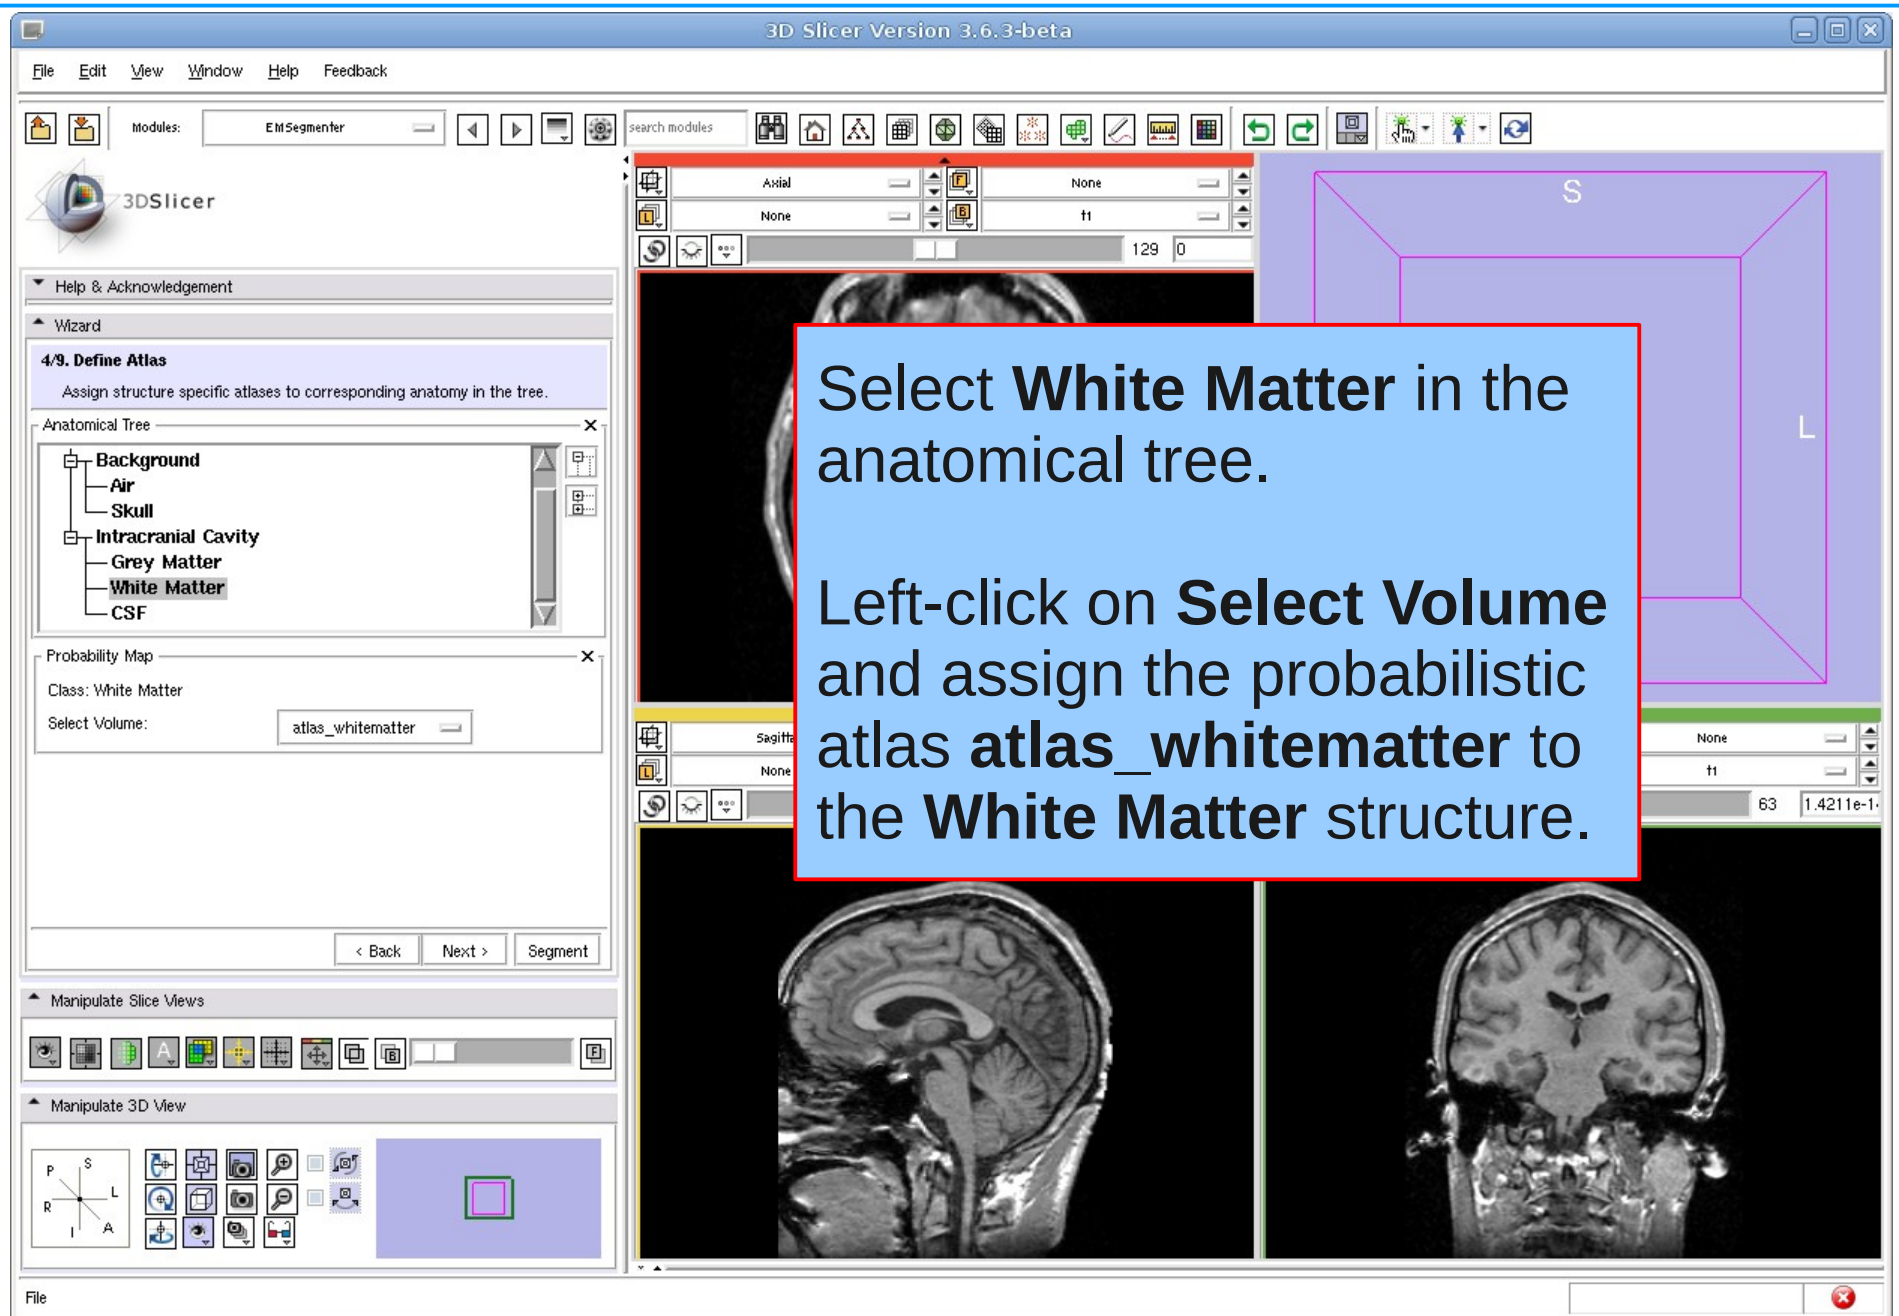 3D Slicer Version 3.6.3-beta
File Edit View Window Help Feedback
Modules: EMSegmenter search modules
3DSlicer
Help & Acknowledgement
Wizard
4/9. Define Atlas
Assign structure specific atlases to corresponding anatomy in the tree.
Anatomical Tree
Background
Air
Skull
Intracranial Cavity
Grey Matter
White Matter
CSF
Probability Map
Class: White Matter
Select Volume: atlas_whitematter
< Back Next > Segment
Manipulate Slice Views
A B F
Manipulate 3D View
P S
L
R
I A
File
Axial F None
L None B t1
129 0
S
L
Select White Matter in the
anatomical tree.
Left-click on Select Volume
and assign the probabilistic
atlas atlas_whitematter to
the White Matter structure.
Sagitta
L None
None
t1
63 1.4211e-1